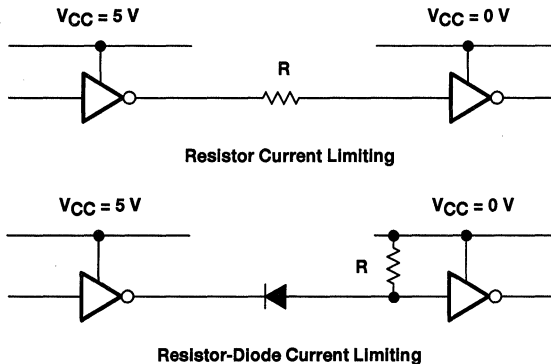 VCC = 5 V VCC = 0 V
R
Resistor Current Limiting
VCC = 5 V VCC = 0 V
R
Resistor-Diode Current Limiting